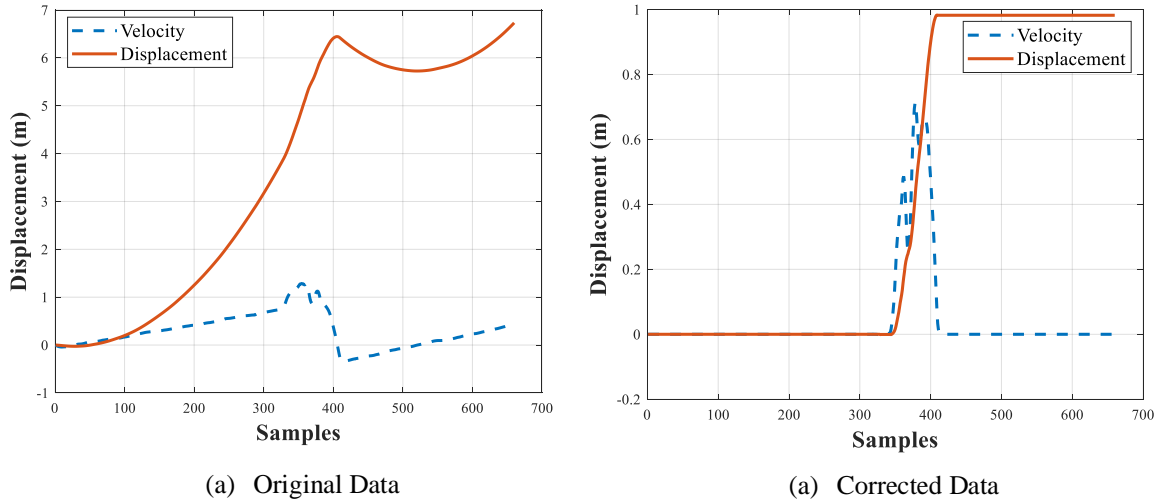 7
6
5
4
3
2
1
0
-1
Displacement (m)
Velocity
Displacement
0 100 200 300 400 500 600 700
Samples
(a) Original Data
1
0.8
0.6
0.4
0.2
0
-0.2
Displacement (m)
Velocity
Displacement
0 100 200 300 400 500 600 700
Samples
(a) Corrected Data